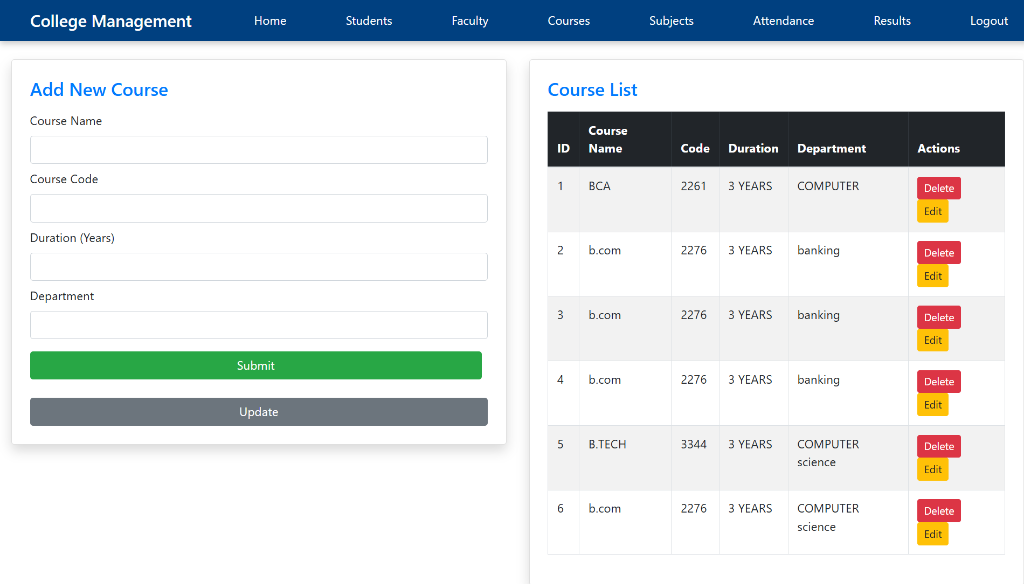 College Management Home Students Faculty Courses Subjects Attendance Results Logout
Add New Course
Course Name
Course Code
Duration (Years)
Department
Submit
Update
Course List
ID Course Name Code Duration Department Actions
1 BCA 2261 3 YEARS COMPUTER Delete
Edit
2 b.com 2276 3 YEARS banking Delete
Edit
3 b.com 2276 3 YEARS banking Delete
Edit
4 b.com 2276 3 YEARS banking Delete
Edit
5 B.TECH 3344 3 YEARS COMPUTER science Delete
Edit
6 b.com 2276 3 YEARS COMPUTER science Delete
Edit